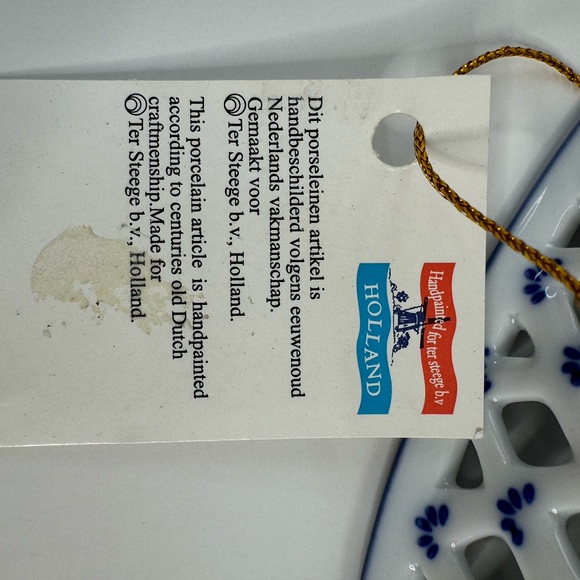 Handpainted for ter steege b.v
HOLLAND
Dit porseleinen artikel is
handbeschilderd volgens eeuwenoud
Nederlands vakmanschap.
Gemaakt voor
Ter Steege b.v., Holland.
This porcelain article is handpainted
according to centuries old Dutch
craftmenship.Made for
Ter Steege b.v., Holland.